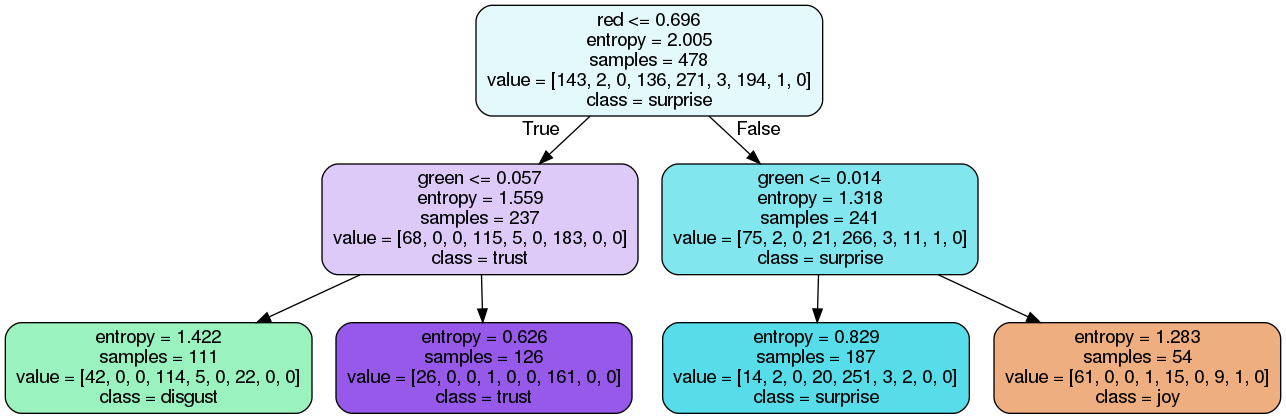 red <= 0.696
entropy = 2.005
samples = 478
value = [143, 2, 0, 136, 271, 3, 194, 1, 0]
class = surprise
True
False
green <= 0.057
entropy = 1.559
samples = 237
value = [68, 0, 0, 115, 5, 0, 183, 0, 0]
class = trust
green <= 0.014
entropy = 1.318
samples = 241
value = [75, 2, 0, 21, 266, 3, 11, 1, 0]
class = surprise
entropy = 1.422
samples = 111
value = [42, 0, 0, 114, 5, 0, 22, 0, 0]
class = disgust
entropy = 0.626
samples = 126
value = [26, 0, 0, 1, 0, 0, 161, 0, 0]
class = trust
entropy = 0.829
samples = 187
value = [14, 2, 0, 20, 251, 3, 2, 0, 0]
class = surprise
entropy = 1.283
samples = 54
value = [61, 0, 0, 1, 15, 0, 9, 1, 0]
class = joy